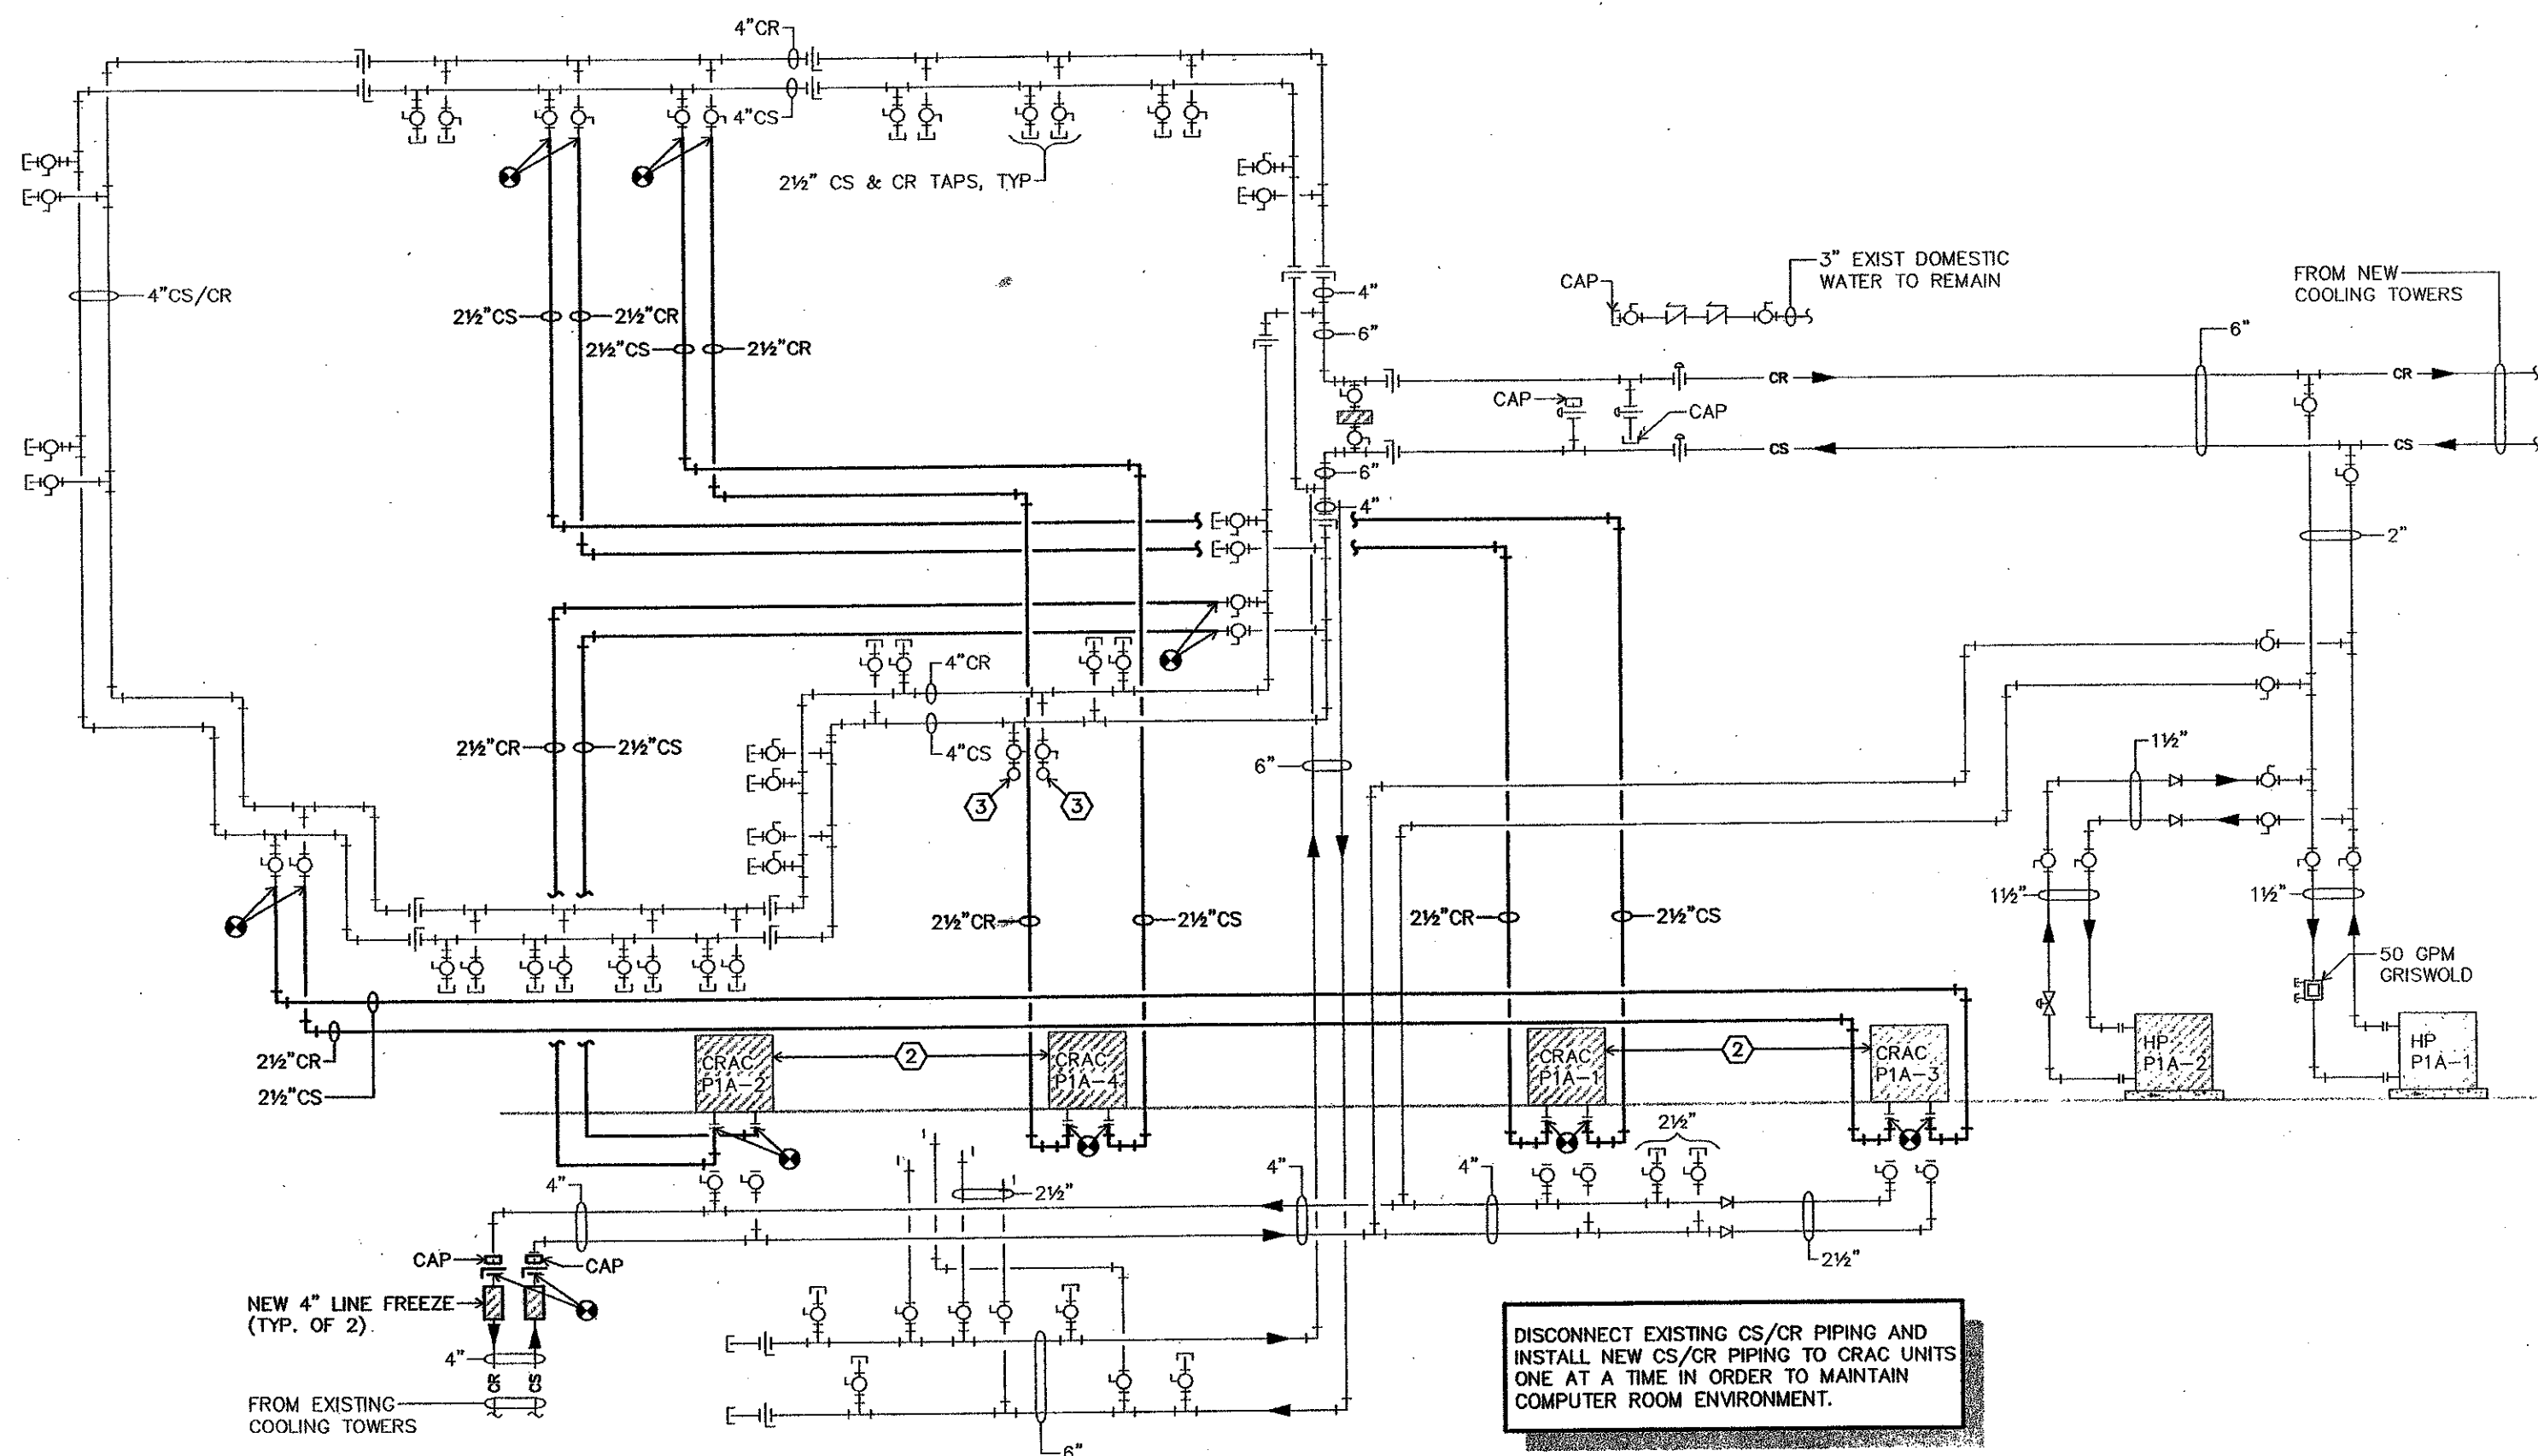 4"CR
4"CS
2½" CS & CR TAPS, TYP
4"CS/CR
2½"CS
2½"CR
2½"CS
2½"CR
4"
6"
CAP
3" EXIST DOMESTIC
WATER TO REMAIN
FROM NEW
COOLING TOWERS
6"
CR
CR
CAP
CAP
CS
CS
6"
4"
2"
4"CR
4"CS
2½"CR
2½"CS
3
3
6"
1½"
1½"
1½"
2½"CR
2½"CS
2½"CR
2½"CS
50 GPM
GRISWOLD
2½"CR
2½"CS
CRAC
P1A-2
2
CRAC
P1A-4
CRAC
P1A-1
2
CRAC
P1A-3
HP
P1A-2
HP
P1A-1
2½"
4"
2½"
4"
4"
2½"
CAP
CAP
NEW 4" LINE FREEZE
(TYP. OF 2)
4"
CR
CS
FROM EXISTING
COOLING TOWERS
6"
DISCONNECT EXISTING CS/CR PIPING AND
INSTALL NEW CS/CR PIPING TO CRAC UNITS
ONE AT A TIME IN ORDER TO MAINTAIN
COMPUTER ROOM ENVIRONMENT.